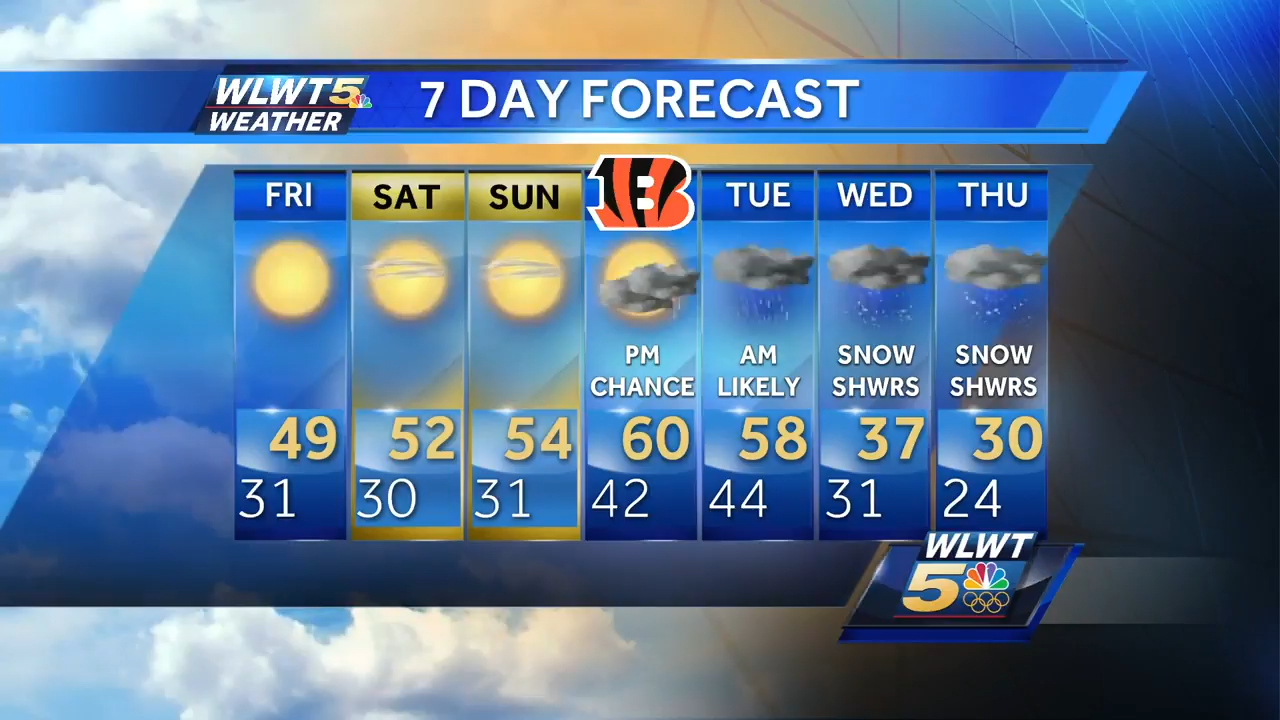 WLWT5
WEATHER
7 DAY FORECAST
FRI SAT SUN B TUE WED THU
PM CHANCE
AM LIKELY
SNOW SHWRS
SNOW SHWRS
49 52 54 60 58 37 30
31 30 31 42 44 31 24
WLWT
5